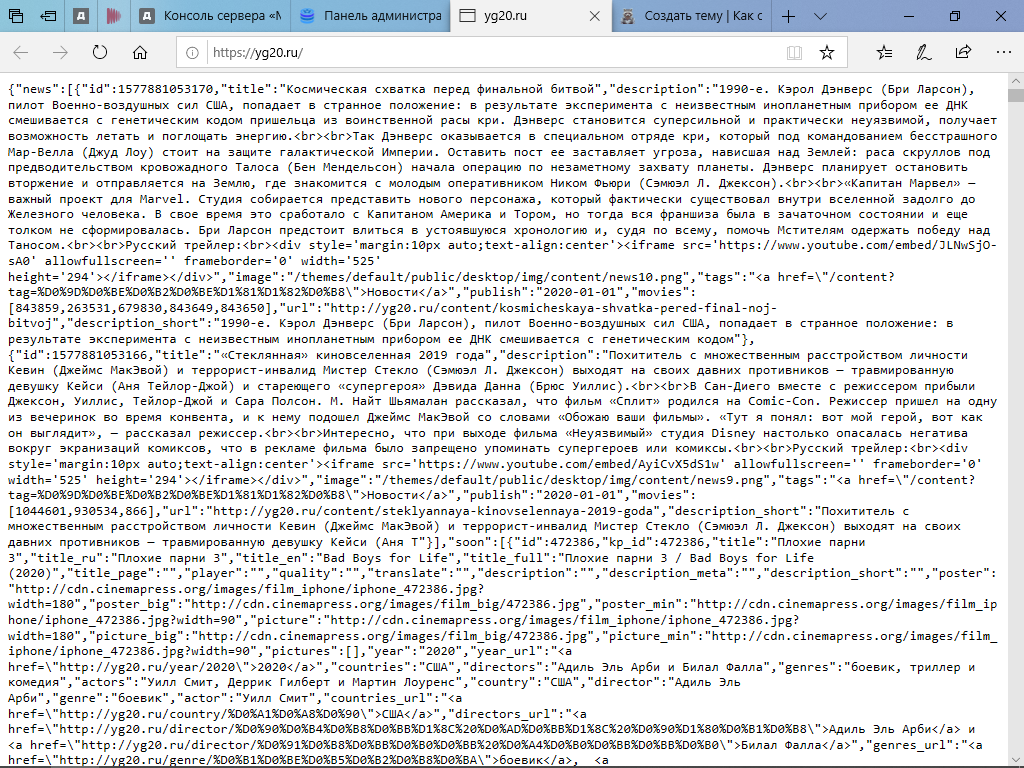 Консоль сервера «М
Панель администра
yg20.ru
Создать тему | Как с
https://yg20.ru/
{"news":[{"id":1577881053170,"title":"Космическая схватка перед финальной битвой","description":"1990-е. Кэрол Дэнверс (Бри Ларсон),
пилот Военно-воздушных сил США, попадает в странное положение: в результате эксперимента с неизвестным инопланетным прибором ее ДНК
смешивается с генетическим кодом пришельца из воинственной расы кри. Дэнверс становится суперсильной и практически неуязвимой, получает
возможность летать и поглощать энергию.<br><br>Так Дэнверс оказывается в специальном отряде кри, который под командованием бесстрашного
Мар-Велла (Джуд Лоу) стоит на защите галактической Империи. Оставить пост ее заставляет угроза, нависшая над Землей: раса скруллов под
предводительством кровожадного Талоса (Бен Мендельсон) начала операцию по незаметному захвату планеты. Дэнверс планирует остановить
вторжение и отправляется на Землю, где знакомится с молодым оперативником Ником Фьюри (Сэмюэл Л. Джексон).<br><br>«Капитан Марвел» —
важный проект для Marvel. Студия собирается представить нового персонажа, который фактически существовал внутри вселенной задолго до
Железного человека. В свое время это сработало с Капитаном Америка и Тором, но тогда вся франшиза была в зачаточном состоянии и еще
толком не сформировалась. Бри Ларсон предстоит влиться в устоявшуюся хронологию и, судя по всему, помочь Мстителям одержать победу над
Таносом.<br><br>Русский трейлер:<br><div style='margin:10px auto;text-align:center'><iframe src='https://www.youtube.com/embed/JLNwSjO-
sA0' allowfullscreen='' frameborder='0' width='525'
height='294'></iframe></div>","image":"/themes/default/public/desktop/img/content/news10.png","tags":"<a href=\"/content?
tag=%D0%9D%D0%BE%D0%B2%D0%BE%D1%81%D1%82%D0%B8\">Новости</a>","publish":"2020-01-01","movies":
[843859,263531,679830,843649,843650],"url":"http://yg20.ru/content/kosmicheskaya-shvatka-pered-final-noj-
bitvoj","description_short":"1990-е. Кэрол Дэнверс (Бри Ларсон), пилот Военно-воздушных сил США, попадает в странное положение: в
результате эксперимента с неизвестным инопланетным прибором ее ДНК смешивается с генетическим кодом"},
{"id":1577881053166,"title":"«Стеклянная» киновселенная 2019 года","description":"Похититель с множественным расстройством личности
Кевин (Джеймс МакЭвой) и террорист-инвалид Мистер Стекло (Сэмюэл Л. Джексон) выходят на своих давних противников — травмированную
девушку Кейси (Аня Тейлор-Джой) и стареющего «супергероя» Дэвида Данна (Брюс Уиллис).<br><br>В Сан-Диего вместе с режиссером прибыли
Джексон, Уиллис, Тейлор-Джой и Сара Полсон. М. Найт Шьямалан рассказал, что фильм «Сплит» родился на Comic-Con. Режиссер пришел на одну
из вечеринок во время конвента, и к нему подошел Джеймс МакЭвой со словами «Обожаю ваши фильмы». «Тут я понял: вот мой герой, вот как
он выглядит», — рассказал режиссер.<br><br>Интересно, что при выходе фильма «Неуязвимый» студия Disney настолько опасалась негатива
вокруг экранизаций комиксов, что в рекламе фильма было запрещено упоминать супергероев или комиксы.<br><br>Русский трейлер:<br><div
style='margin:10px auto;text-align:center'><iframe src='https://www.youtube.com/embed/AyiCvX5dS1w' allowfullscreen='' frameborder='0'
width='525' height='294'></iframe></div>","image":"/themes/default/public/desktop/img/content/news9.png","tags":"<a href=\"/content?
tag=%D0%9D%D0%BE%D0%B2%D0%BE%D1%81%D1%82%D0%B8\">Новости</a>","publish":"2020-01-01","movies":
[1044601,930534,866],"url":"http://yg20.ru/content/steklyannaya-kinovselennaya-2019-goda","description_short":"Похититель с
множественным расстройством личности Кевин (Джеймс МакЭвой) и террорист-инвалид Мистер Стекло (Сэмюэл Л. Джексон) выходят на своих
давних противников — травмированную девушку Кейси (Аня Т"}],"soon":[{"id":472386,"kp_id":472386,"title":"Плохие парни
3","title_ru":"Плохие парни 3","title_en":"Bad Boys for Life","title_full":"Плохие парни 3 / Bad Boys for Life
(2020)","title_page":"","player":"","quality":"","translate":"","description":"","description_meta":"","description_short":"","poster":
"http://cdn.cinemapress.org/images/film_iphone/iphone_472386.jpg?
width=180","poster_big":"http://cdn.cinemapress.org/images/film_big/472386.jpg","poster_min":"http://cdn.cinemapress.org/images/film_ip
hone/iphone_472386.jpg?width=90","picture":"http://cdn.cinemapress.org/images/film_iphone/iphone_472386.jpg?
width=180","picture_big":"http://cdn.cinemapress.org/images/film_big/472386.jpg","picture_min":"http://cdn.cinemapress.org/images/film_
iphone/iphone_472386.jpg?width=90","pictures":[],"year":"2020","year_url":"<a
href=\"http://yg20.ru/year/2020\">2020</a>","countries":"США","directors":"Адиль Эль Арби и Билал Фалла","genres":"боевик, триллер и
комедия","actors":"Уилл Смит, Деррик Гилберт и Мартин Лоуренс","country":"США","director":"Адиль Эль
Арби","genre":"боевик","actor":"Уилл Смит","countries_url":"<a
href=\"http://yg20.ru/country/%D0%A1%D0%A8%D0%90\">США</a>","directors_url":"<a
href=\"http://yg20.ru/director/%D0%90%D0%B4%D0%B8%D0%BB%D1%8C%20%D0%AD%D0%BB%D1%8C%20%D0%90%D1%80%D0%B1%D0%B8\">Адиль Эль Арби</a> и
<a href=\"http://yg20.ru/director/%D0%91%D0%B8%D0%BB%D0%B0%D0%BB%20%D0%A4%D0%B0%D0%BB%D0%BB%D0%B0\">Билал Фалла</a>","genres_url":"<a
href=\"http://yg20.ru/genre/%D0%B1%D0%BE%D0%B5%D0%B2%D0%B8%D0%BA\">боевик</a>, <a